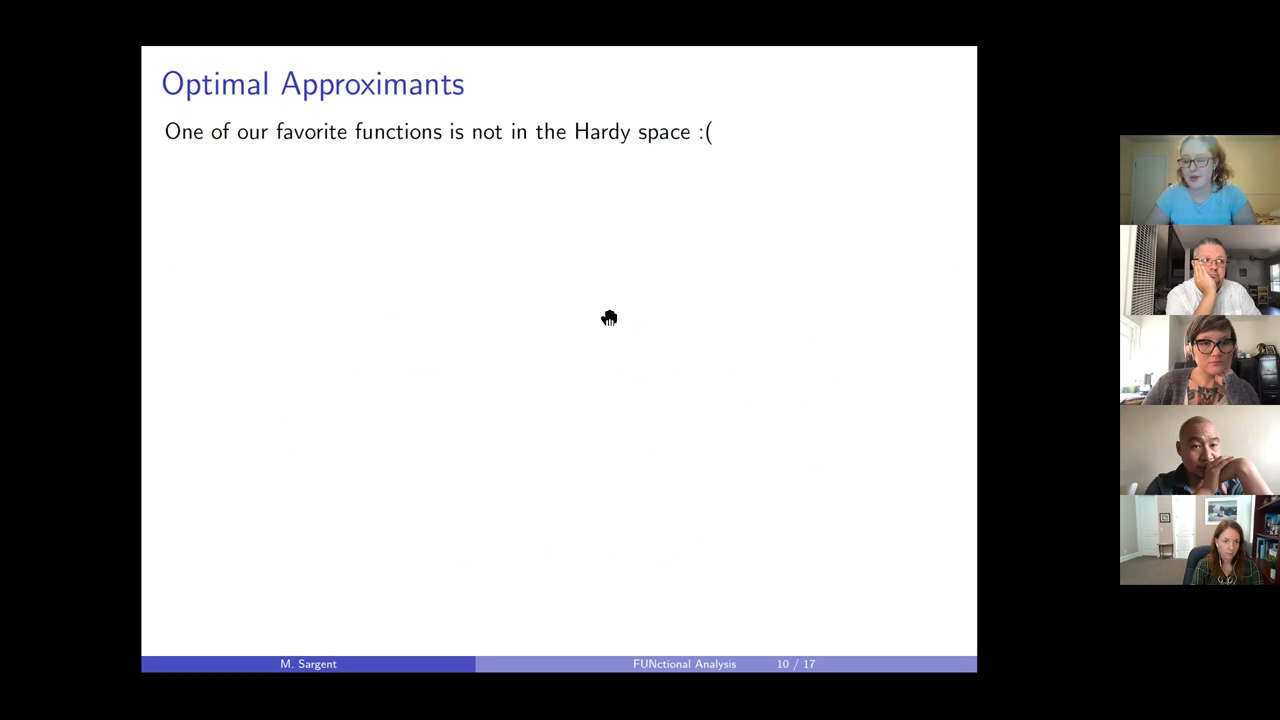 Optimal Approximants
One of our favorite functions is not in the Hardy space :(
M. Sargent
FUNctional Analysis
10 / 17